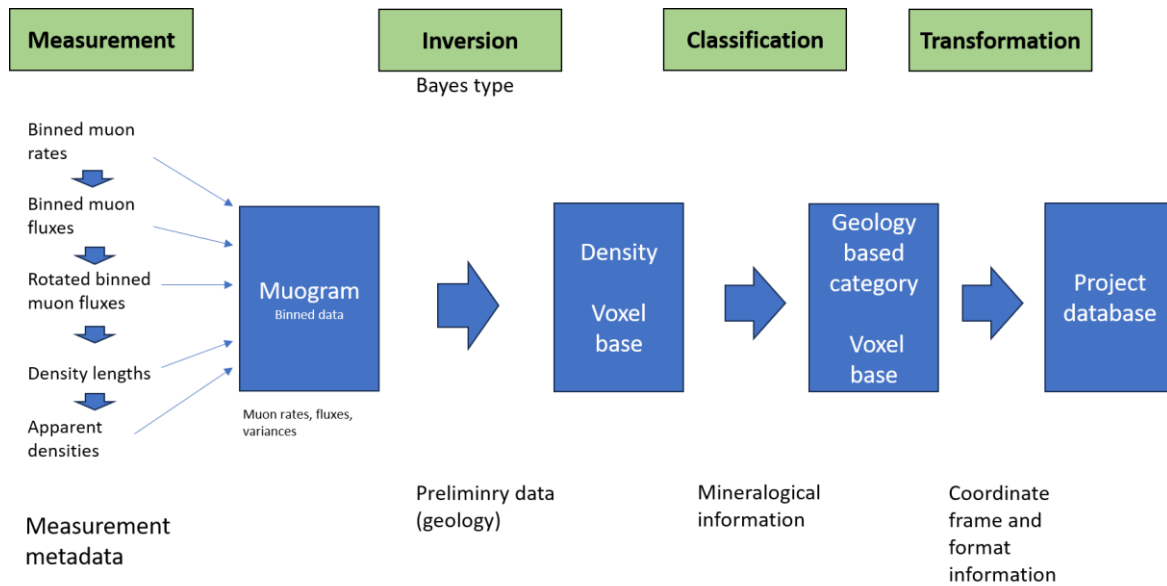 Measurement
Inversion
Classification
Transformation
Bayes type
Binned muon
rates
Binned muon
fluxes
Rotated binned
muon fluxes
Density lengths
Apparent
densities
Muogram
Binned data
Muon rates, fluxes,
variances
Density
Voxel
base
Geology
based
category
Voxel
base
Project
database
Measurement
metadata
Preliminry data
(geology)
Mineralogical
information
Coordinate
frame and
format
information